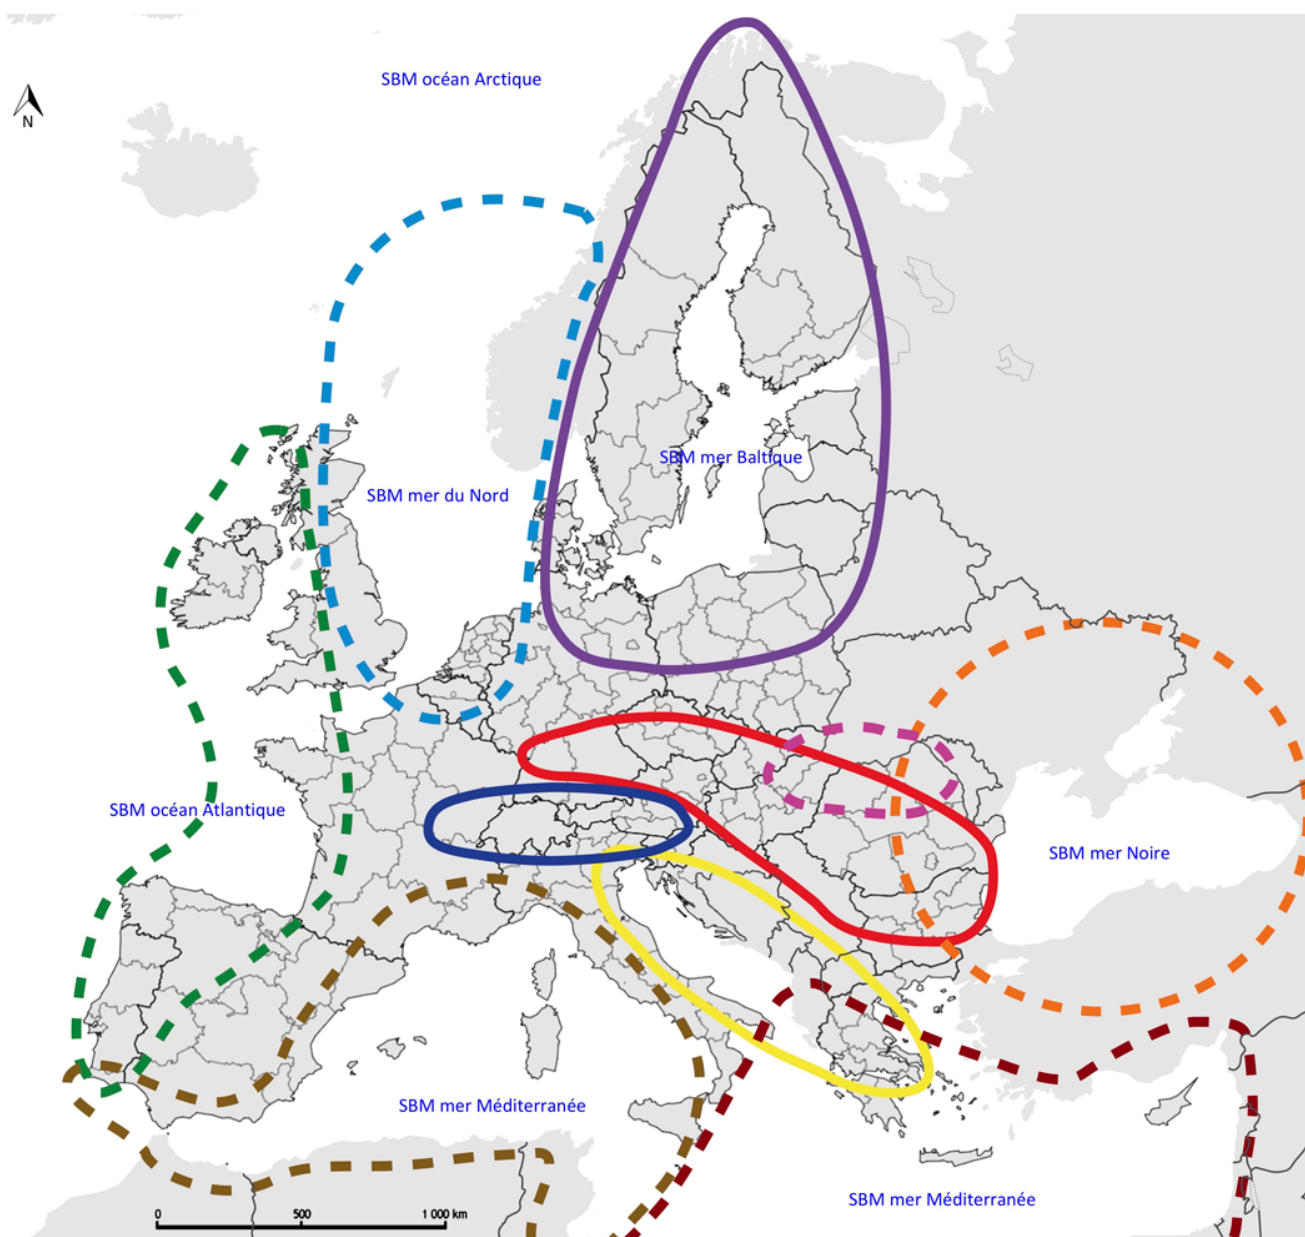 SBM océan Arctique
N
SBM mer Baltique
SBM mer du Nord
SBM océan Atlantique
SBM mer Noire
SBM mer Méditerranée
SBM mer Méditerranée
0 500 1 000 km